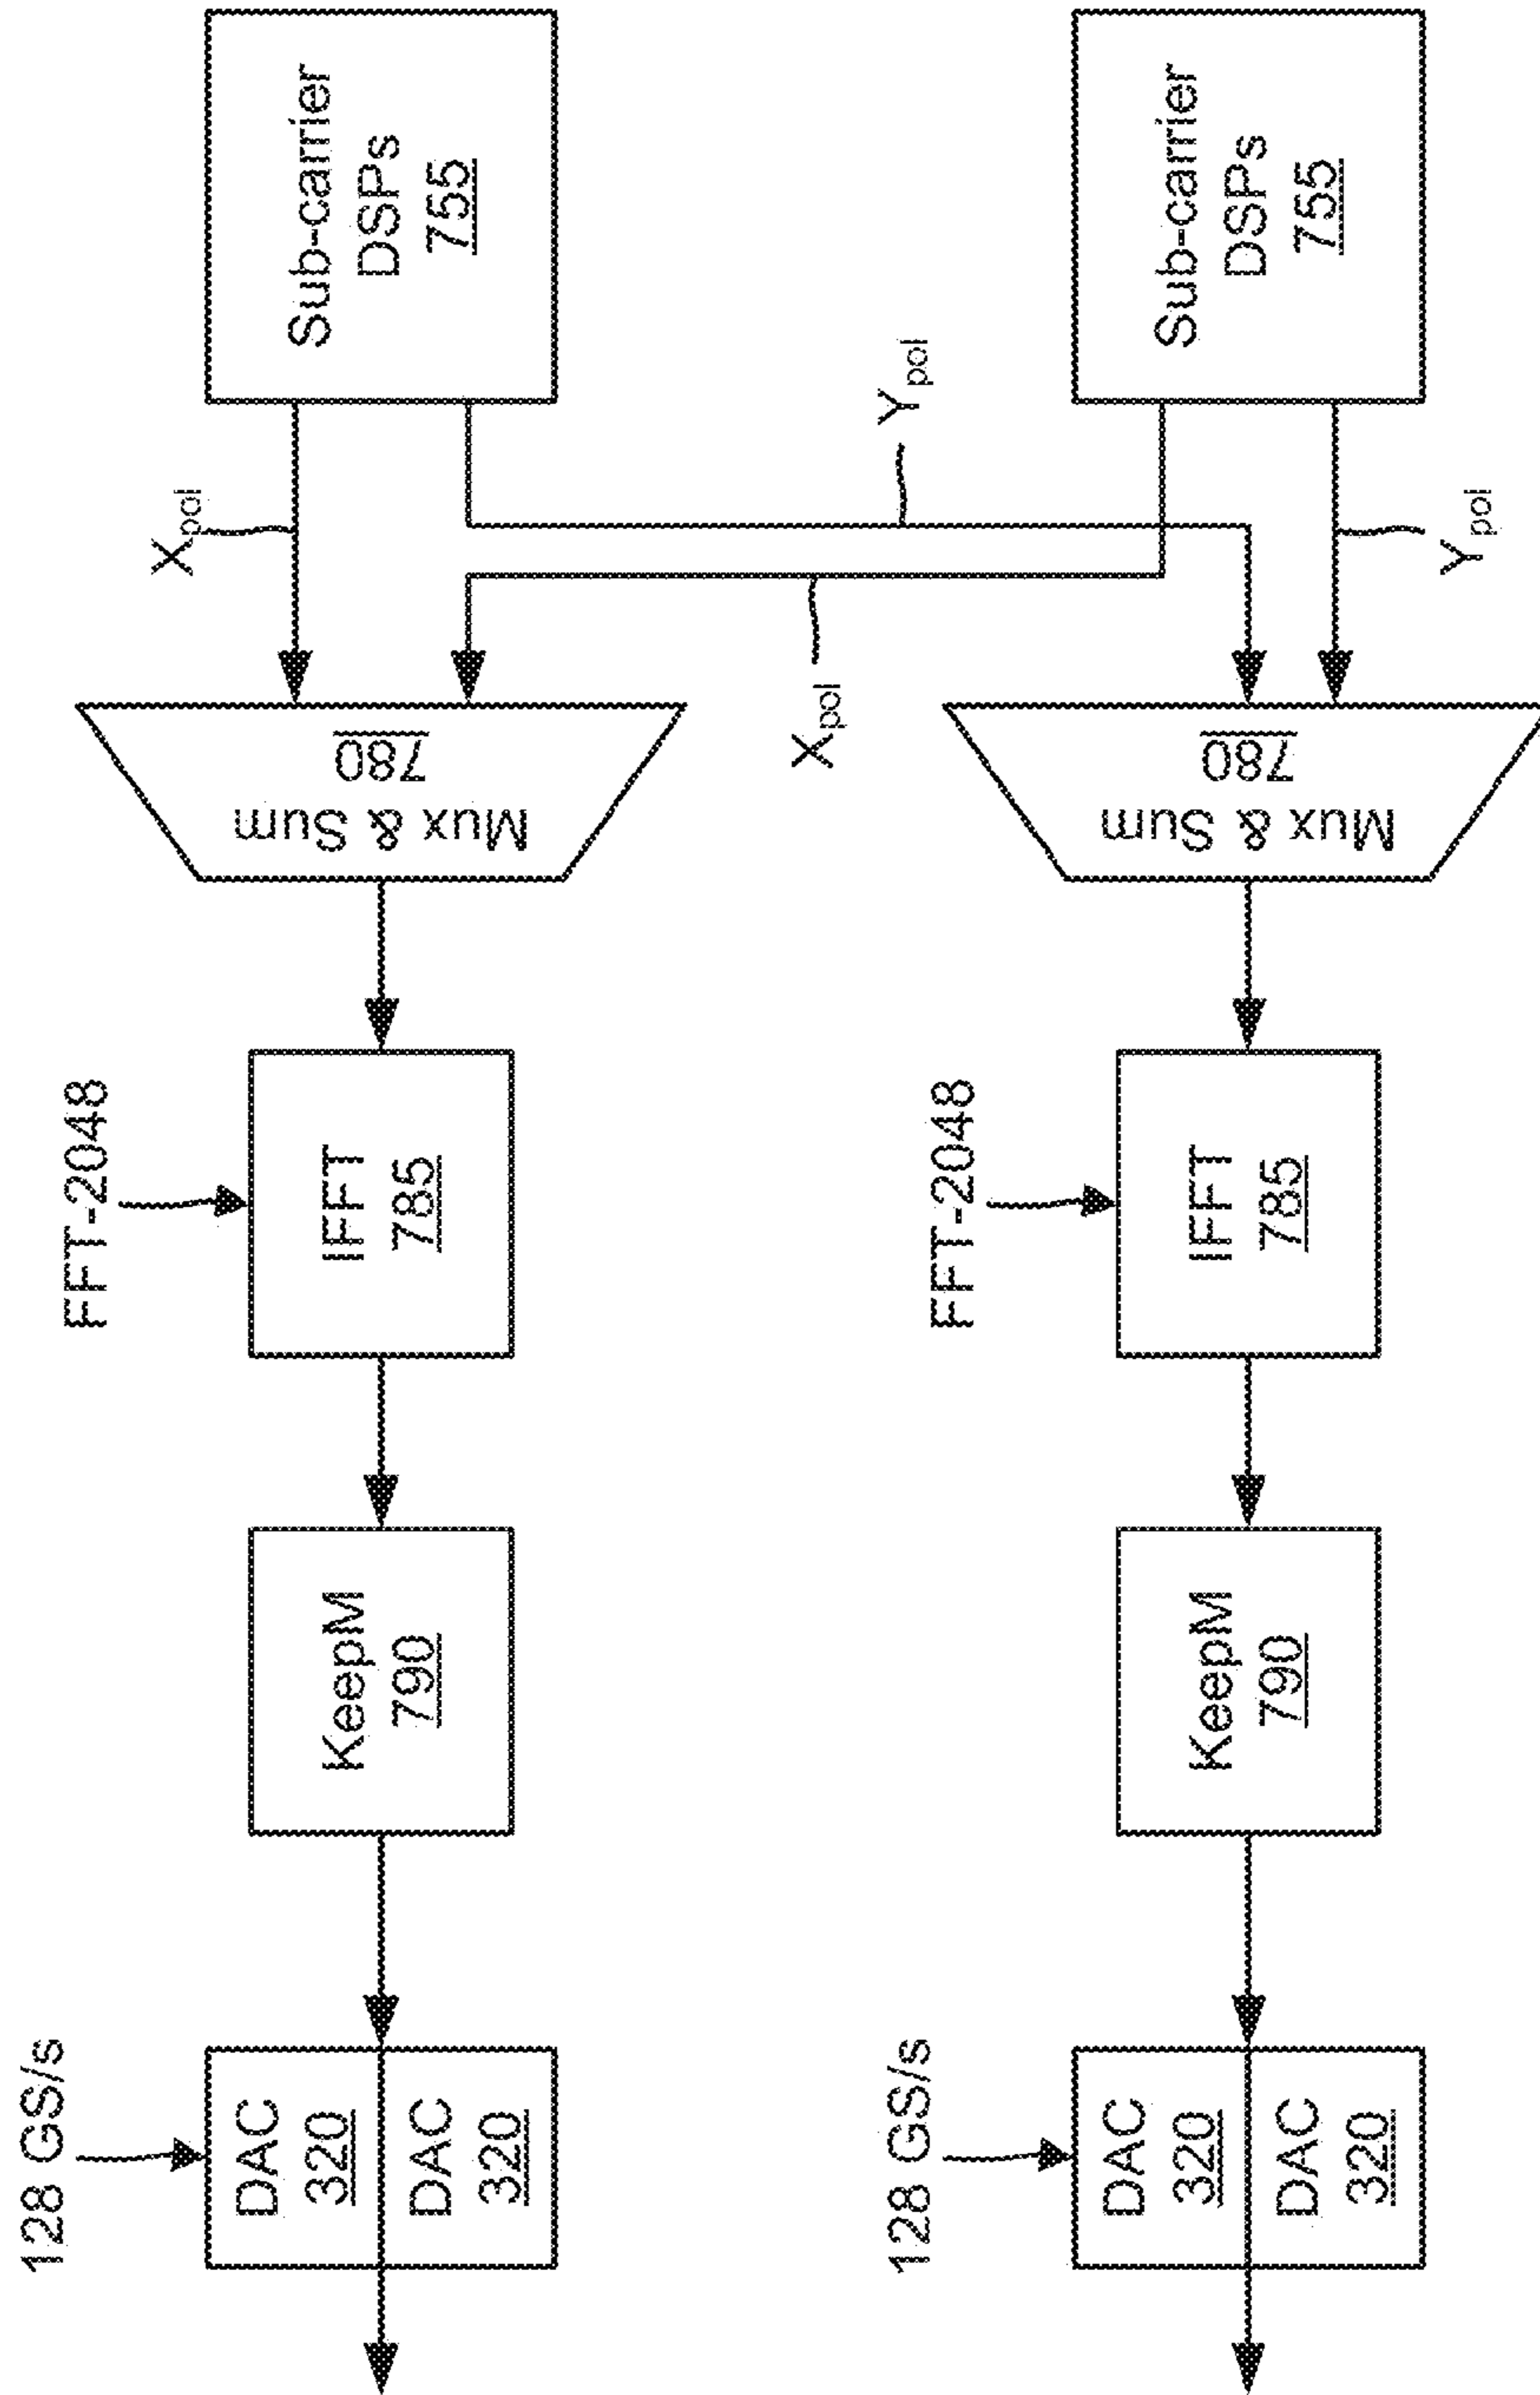 Sub-carrier
DSPs
755
Sub-carrier
DSPs
755
Xpol
Ypol
Xpol
Ypol
Mux & Sum
780
Mux & Sum
780
FFT-2048
IFFT
785
FFT-2048
IFFT
785
KeepM
790
KeepM
790
128 GS/s
DAC
320
DAC
320
128 GS/s
DAC
320
DAC
320